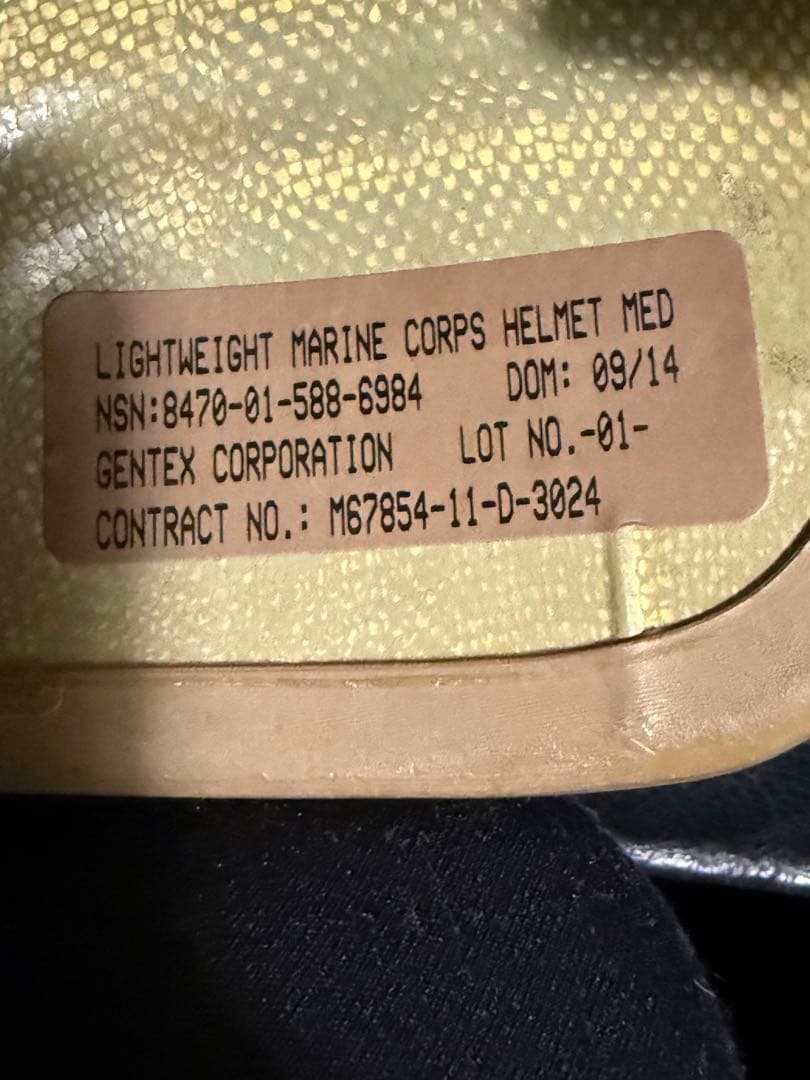 LIGHTWEIGHT MARINE CORPS HELMET MED
NSN:8470-01-588-6984 DOM: 09/14
GENTEX CORPORATION LOT NO.-01-
CONTRACT NO.: M67854-11-D-3024